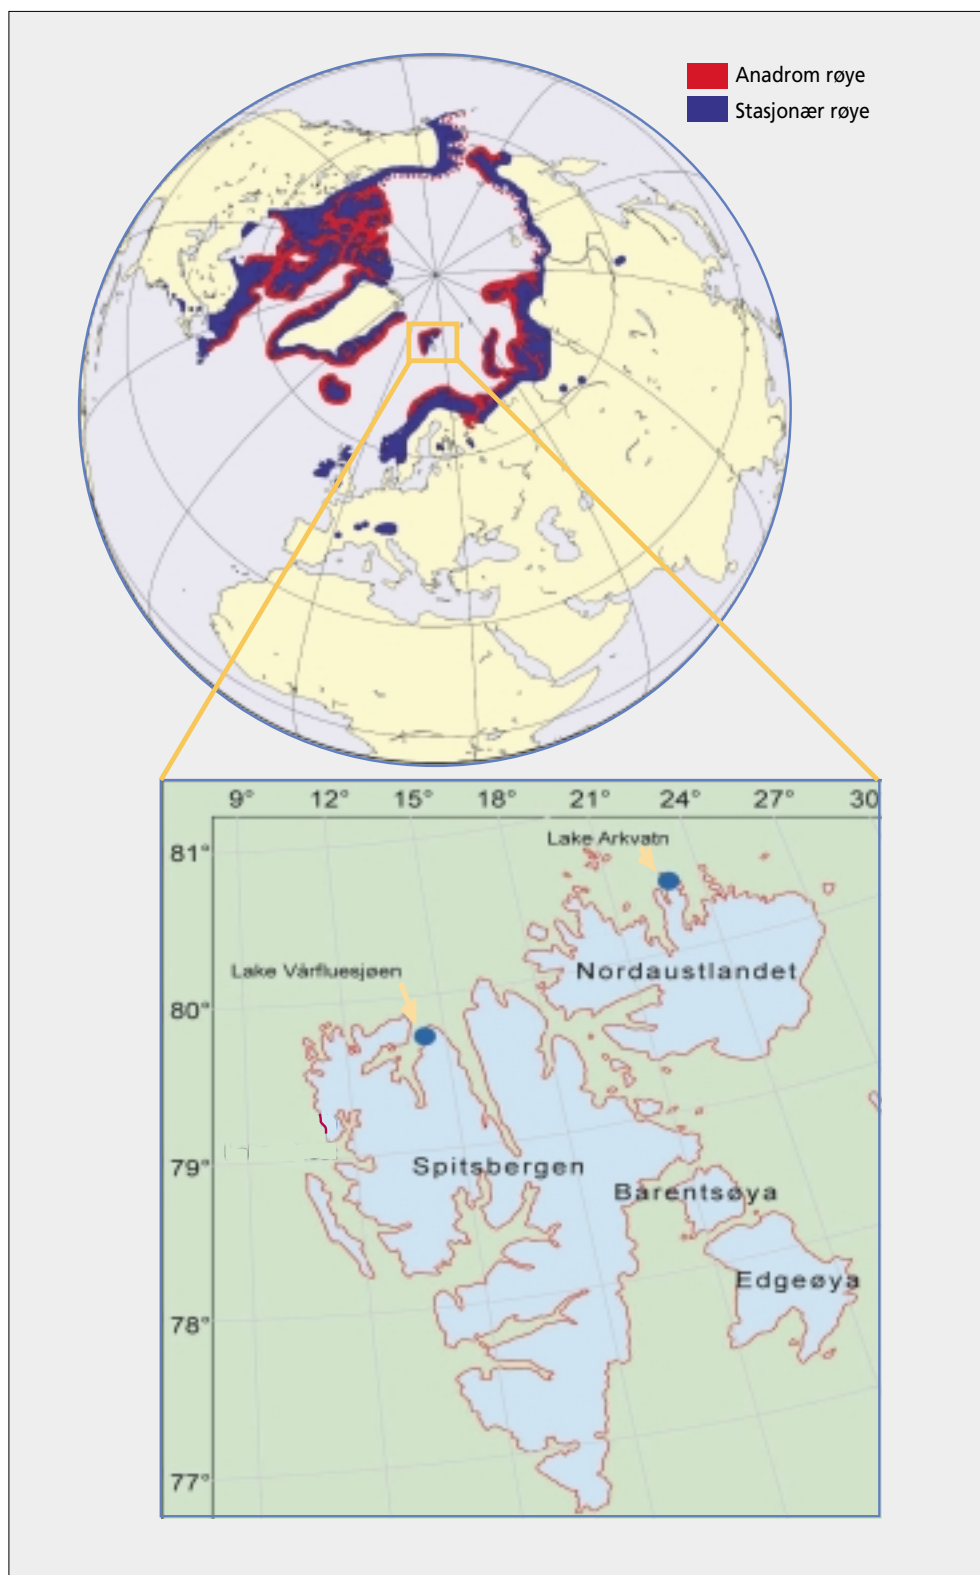 Anadrom røye
Stasjonær røye
9° 12° 15° 18° 21° 24° 27° 30
Lake Arkvatn
81°
Lake Vårfluesjøen
Nordaustlandet
80°
79°
Spitsbergen
Barentsøya
Edgeøya
78°
77°